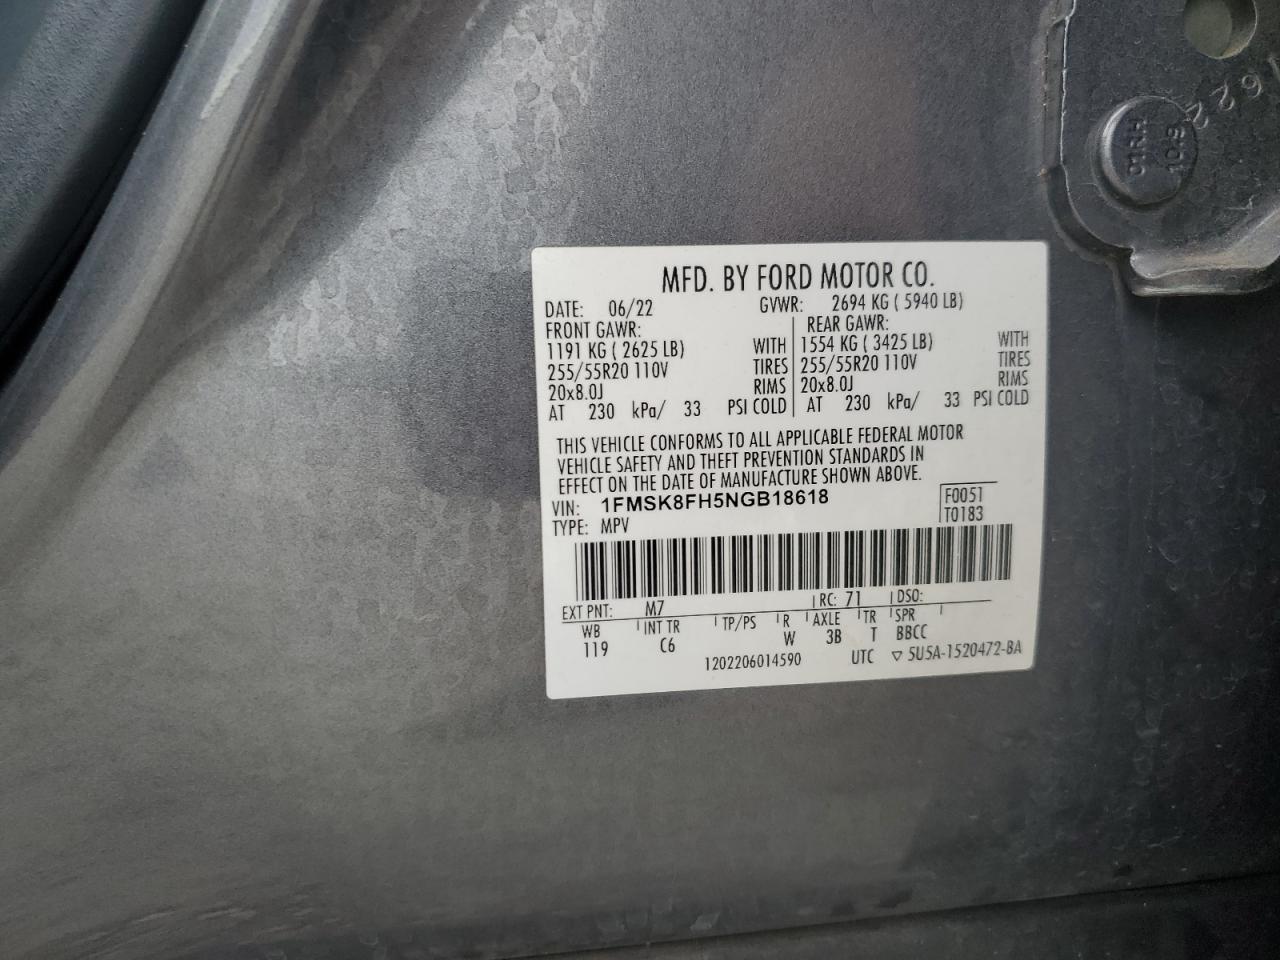 MFD. BY FORD MOTOR CO.
DATE: 06/22 GVWR: 2694 KG ( 5940 LB)
FRONT GAWR: REAR GAWR:
1191 KG ( 2625 LB) WITH 1554 KG ( 3425 LB) WITH
255/55R20 110V TIRES 255/55R20 110V TIRES
20x8.0J RIMS 20x8.0J RIMS
AT 230 kPa/ 33 PSI COLD AT 230 kPa/ 33 PSI COLD
THIS VEHICLE CONFORMS TO ALL APPLICABLE FEDERAL MOTOR
VEHICLE SAFETY AND THEFT PREVENTION STANDARDS IN
EFFECT ON THE DATE OF MANUFACTURE SHOWN ABOVE.
VIN: 1FMSK8FH5NGB18618 F0051
TYPE: MPV T0183
EXT PNT: M7 RC: 71 DSO:
WB INT TR TP/PS R AXLE TR SPR
119 C6 W 3B T BBCC
1202206014590 UTC ▽ 5U5A-1520472-BA
01RH
10.9